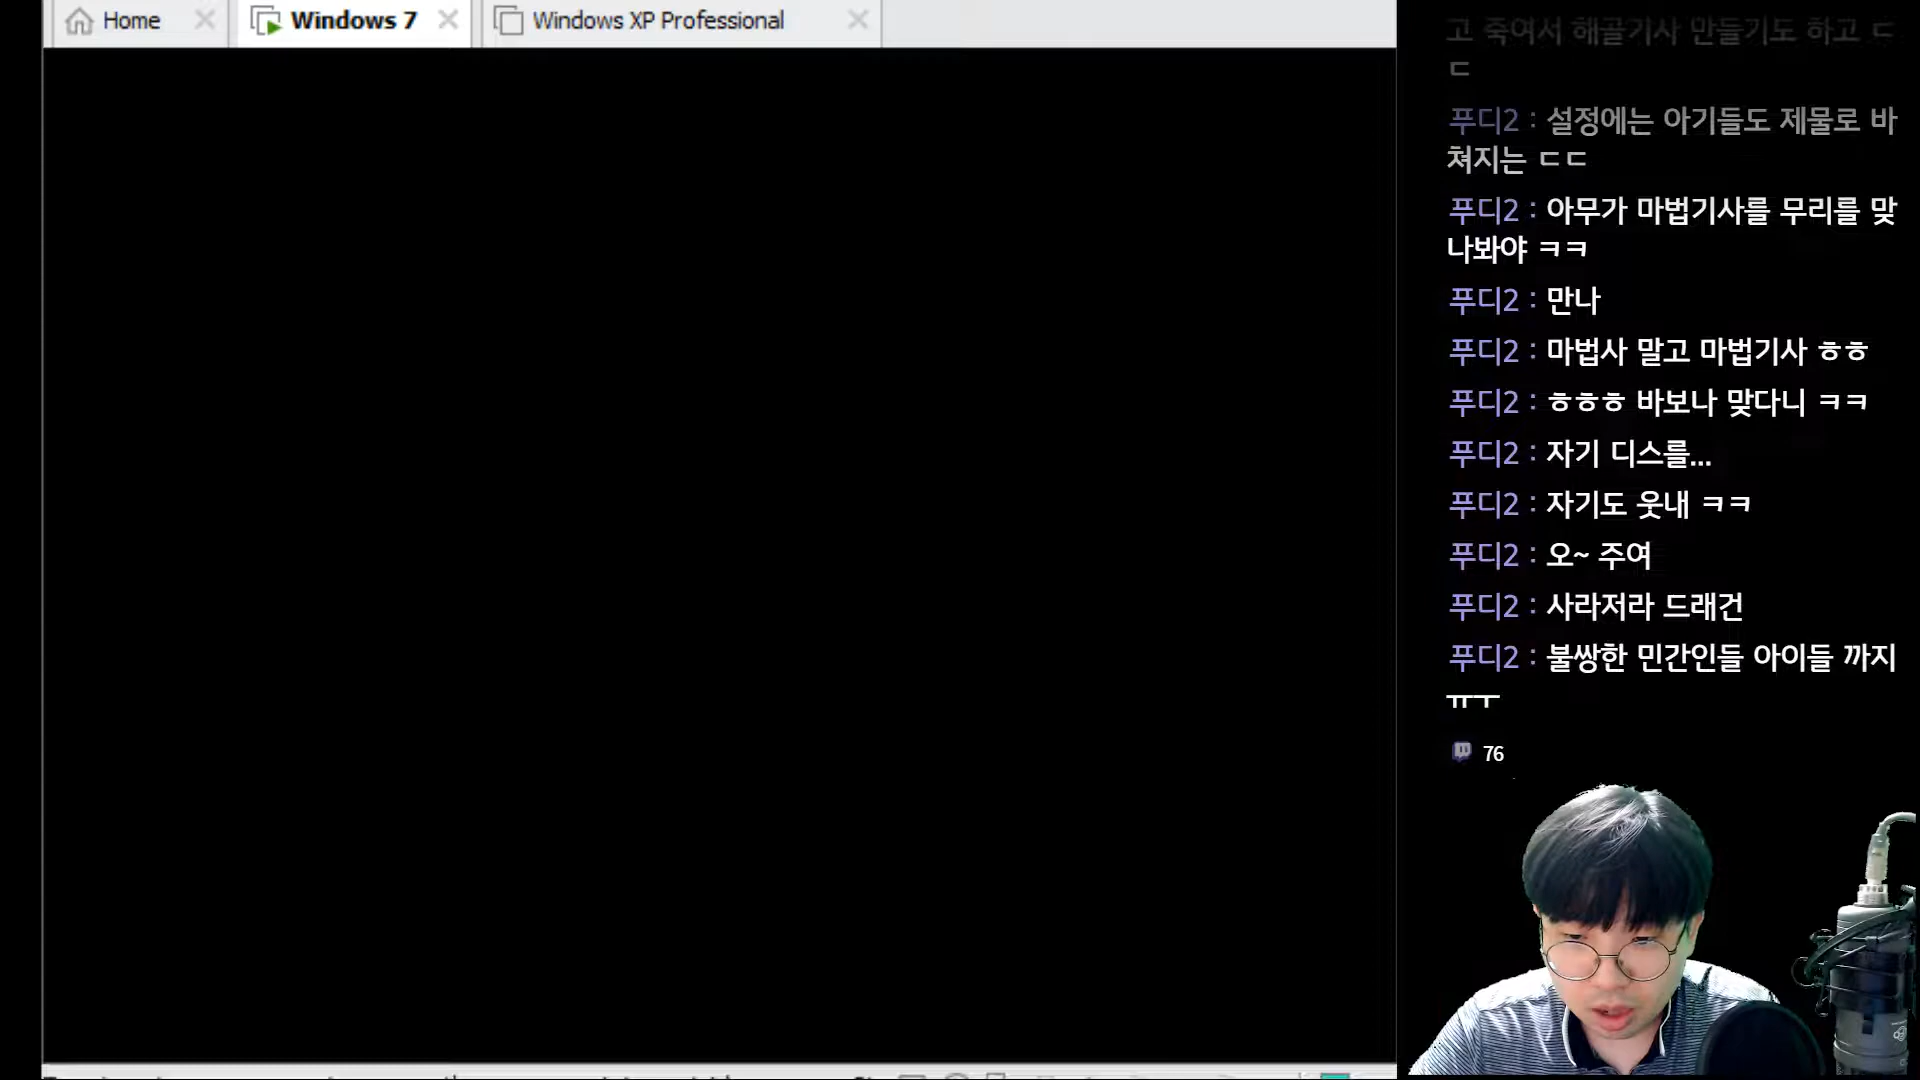 Home
Windows 7
Windows XP Professional
고 죽여서 해골기사 만들기도 하고 ㄷ
ㄷ
푸디2 : 설정에는 아기들도 제물로 바
쳐지는 ㄷㄷ
푸디2 : 아무가 마법기사를 무리를 맞
나봐야 ㅋㅋ
푸디2 : 만나
푸디2 : 마법사 말고 마법기사 ㅎㅎ
푸디2 : ㅎㅎㅎ 바보나 맞다니 ㅋㅋ
푸디2 : 자기 디스를...
푸디2 : 자기도 웃내 ㅋㅋ
푸디2 : 오~ 주여
푸디2 : 사라저라 드래건
푸디2 : 불쌍한 민간인들 아이들 까지
ㅠㅜ
76